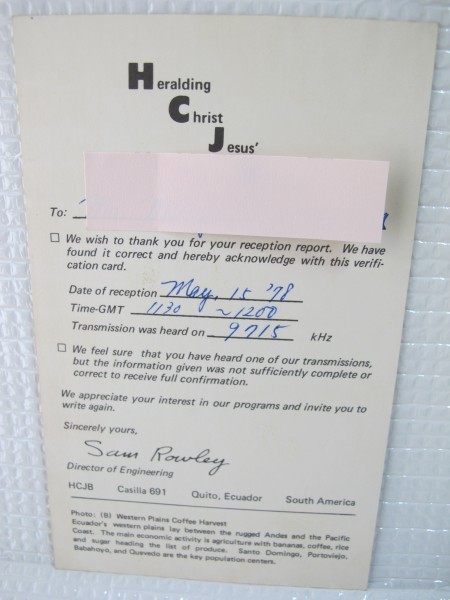 Heralding
Christ
Jesus'
To:
☐ We wish to thank you for your reception report. We have
found it correct and hereby acknowledge with this verifi-
cation card.
Date of reception May, 15 '78
Time-GMT 1130 ~ 1200
Transmission was heard on 9715 kHz
☐ We feel sure that you have heard one of our transmissions,
but the information given was not sufficiently complete or
correct to receive full confirmation.
We appreciate your interest in our programs and invite you to
write again.
Sincerely yours,
Sam Rowley
Director of Engineering
HCJB Casilla 691 Quito, Ecuador South America
Photo: (B) Western Plains Coffee Harvest
Ecuador's western plains lay between the rugged Andes and the Pacific
Coast. The main economic activity is agriculture with bananas, coffee, rice
and sugar heading the list of produce. Santo Domingo, Portoviejo,
Babahoyo, and Quevedo are the key population centers.